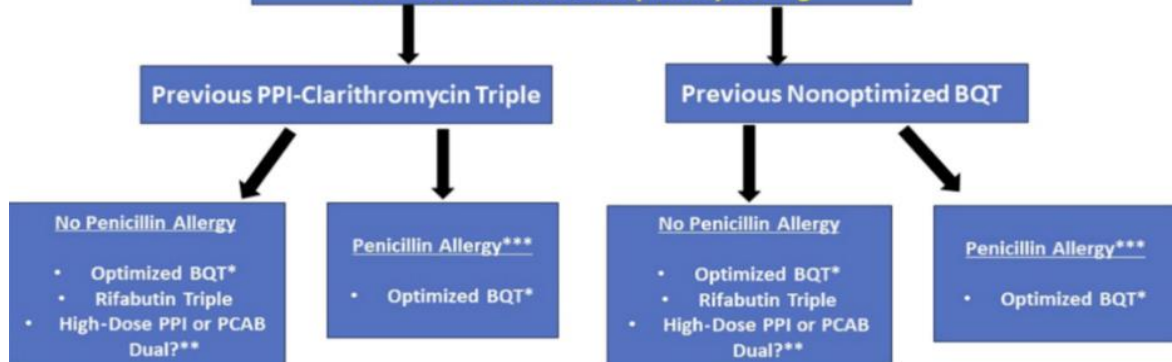 Previous PPI-Clarithromycin Triple
Previous Nonoptimized BQT
No Penicillin Allergy
• Optimized BQT*
• Rifabutin Triple
• High-Dose PPI or PCAB
Dual?**
Penicillin Allergy***
• Optimized BQT*
No Penicillin Allergy
• Optimized BQT*
• Rifabutin Triple
• High-Dose PPI or PCAB
Dual?**
Penicillin Allergy***
• Optimized BQT*